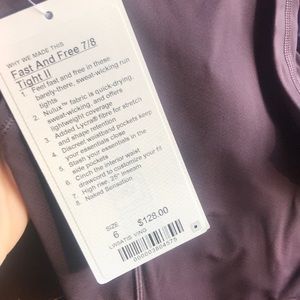 WHY WE MADE THIS
Fast And Free 7/8
Tight II
1. Feel fast and free in these
barely there, sweat-wicking run
tights
2. Nulux™ fabric is quick-drying,
sweat-wicking, and offers
lightweight coverage
3. Added Lycra® fibre for stretch
and shape retention
4. Discreet waistband pockets keep
your essentials close
5. Stash your essentials in the
side pockets
6. Cinch the interior waist
drawcord to customize your fit
7. High rise, 25" inseam
8. Naked Sensation
SIZE
6 $128.00